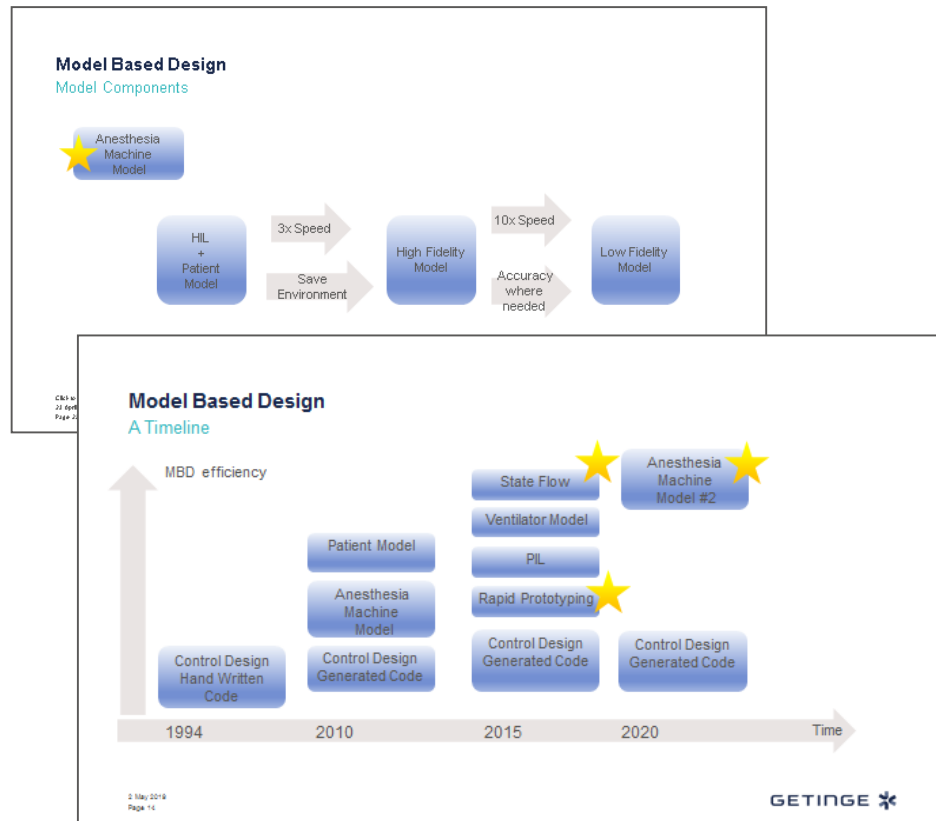 Model Based Design
Model Components
Anesthesia
Machine
Model
HIL
+
Patient
Model
3x Speed
Save
Environment
High Fidelity
Model
10x Speed
Accuracy
where
needed
Low Fidelity
Model
Model Based Design
A Timeline
MBD efficiency
State Flow
Anesthesia
Machine
Model #2
Ventilator Model
Patient Model
PIL
Anesthesia
Machine
Model
Rapid Prototyping
Control Design
Hand Written
Code
Control Design
Generated Code
Control Design
Generated Code
Control Design
Generated Code
1994
2010
2015
2020
Time
2 May 2019
Page 14
GETINGE